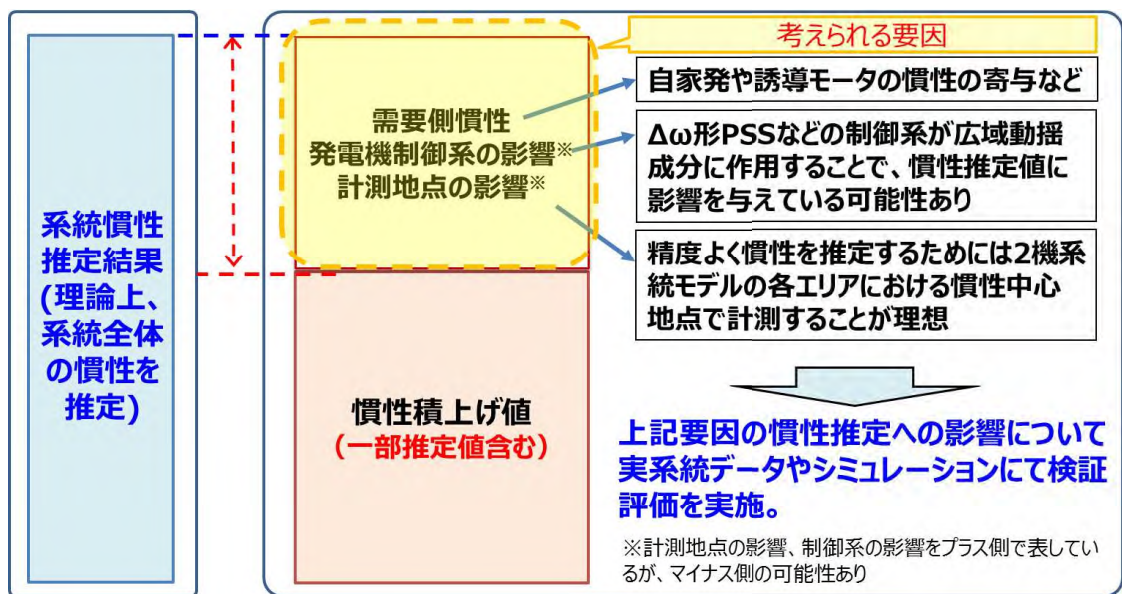 系統慣性
推定結果
(理論上、
系統全体
の慣性を
推定)
需要側慣性
発電機制御系の影響※
計測地点の影響※
慣性積上げ値
(一部推定値含む)
考えられる要因
自家発や誘導モータの慣性の寄与など
Δω形PSSなどの制御系が広域動揺
成分に作用することで、慣性推定値に
影響を与えている可能性あり
精度よく慣性を推定するためには2機系
統モデルの各エリアにおける慣性中心
地点で計測することが理想
上記要因の慣性推定への影響について
実系統データやシミュレーションにて検証
評価を実施。
※計測地点の影響、制御系の影響をプラス側で表してい
るが、マイナス側の可能性あり